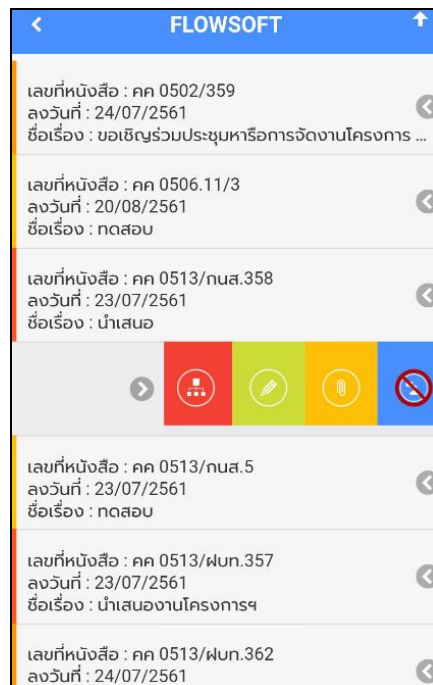 FLOWSOFT
เลขที่หนังสือ : คค 0502/359
ลงวันที่ : 24/07/2561
ชื่อเรื่อง : ขอเชิญร่วมประชุมหารือการจัดงานโครงการ ...
เลขที่หนังสือ : คค 0506.11/3
ลงวันที่ : 20/08/2561
ชื่อเรื่อง : ทดสอบ
เลขที่หนังสือ : คค 0513/กนส.358
ลงวันที่ : 23/07/2561
ชื่อเรื่อง : นำเสนอ
เลขที่หนังสือ : คค 0513/กนส.5
ลงวันที่ : 23/07/2561
ชื่อเรื่อง : ทดสอบ
เลขที่หนังสือ : คค 0513/ฝบท.357
ลงวันที่ : 23/07/2561
ชื่อเรื่อง : นำเสนองานโครงการฯ
เลขที่หนังสือ : คค 0513/ฝบท.362
ลงวันที่ : 24/07/2561